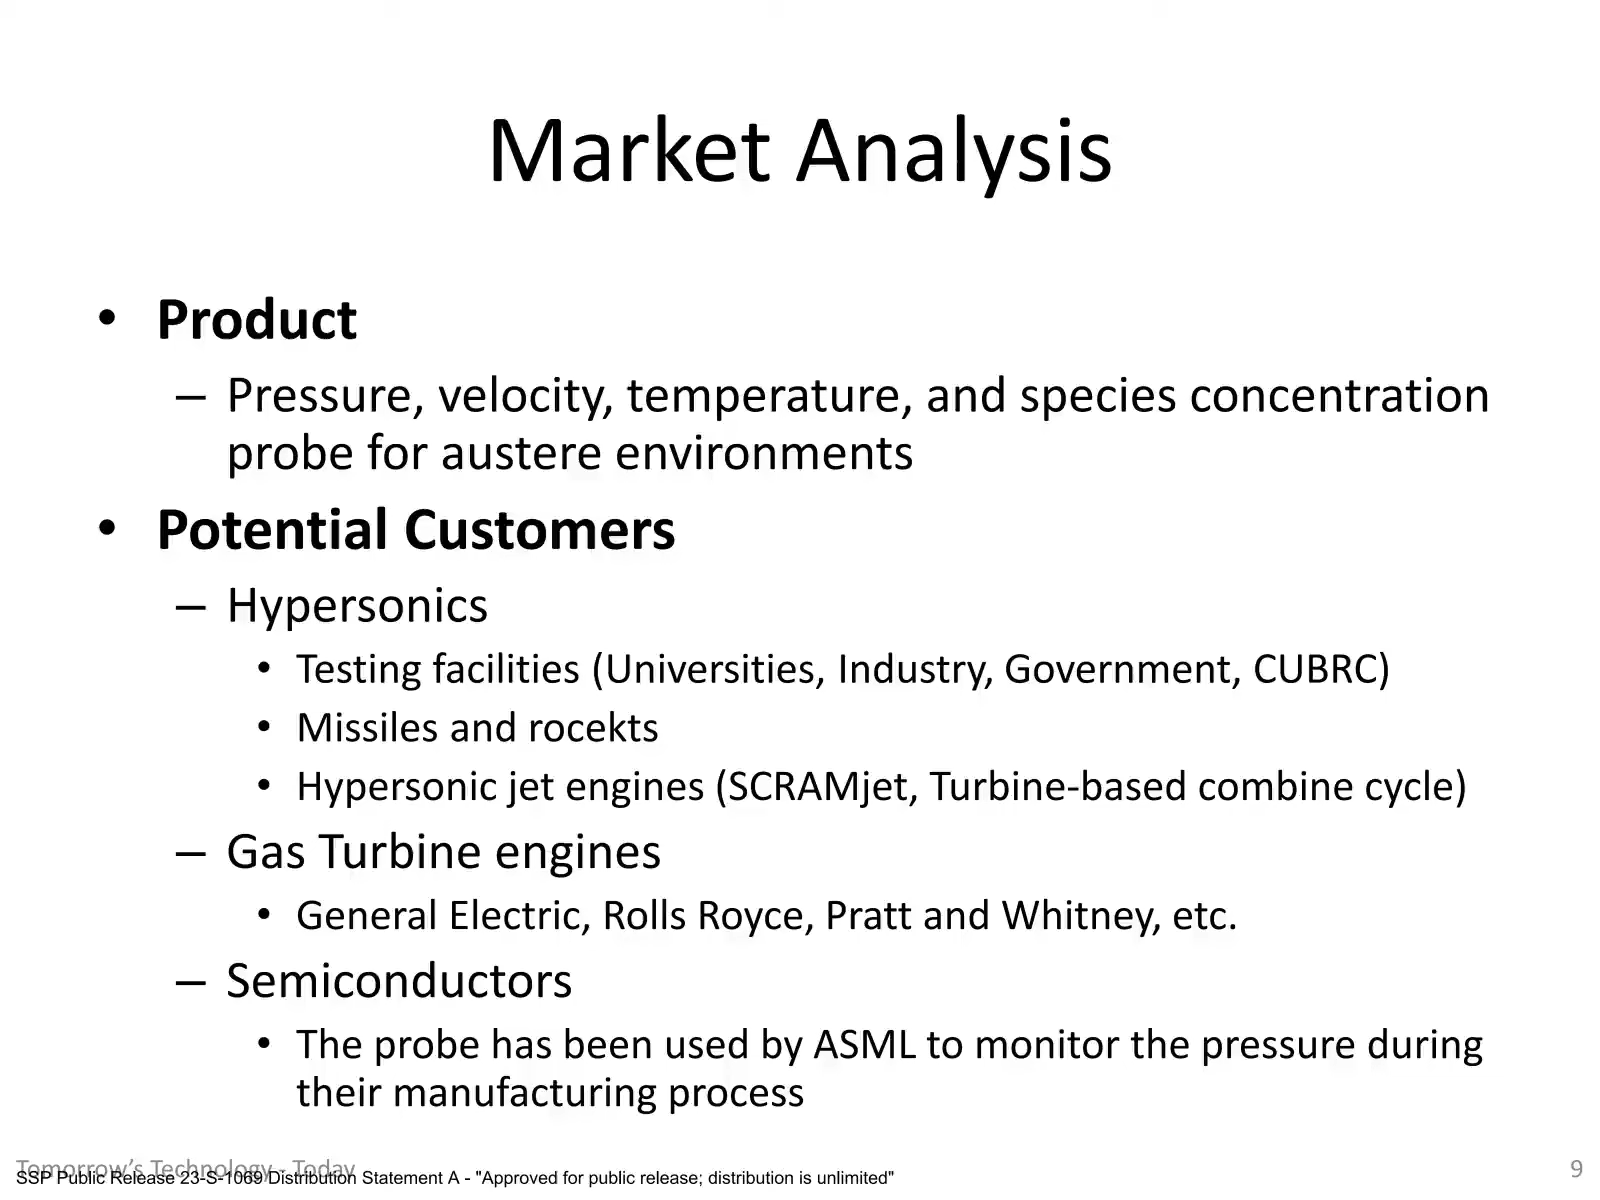 Market Analysis
• Product
– Pressure, velocity, temperature, and species concentration
probe for austere environments
• Potential Customers
– Hypersonics
• Testing facilities (Universities, Industry, Government, CUBRC)
• Missiles and rocekts
• Hypersonic jet engines (SCRAMjet, Turbine-based combine cycle)
– Gas Turbine engines
• General Electric, Rolls Royce, Pratt and Whitney, etc.
– Semiconductors
• The probe has been used by ASML to monitor the pressure during
their manufacturing process
Tomorrow's Technology - Today
9
SSP Public Release 23-S-1069 Distribution Statement A - "Approved for public release; distribution is unlimited"